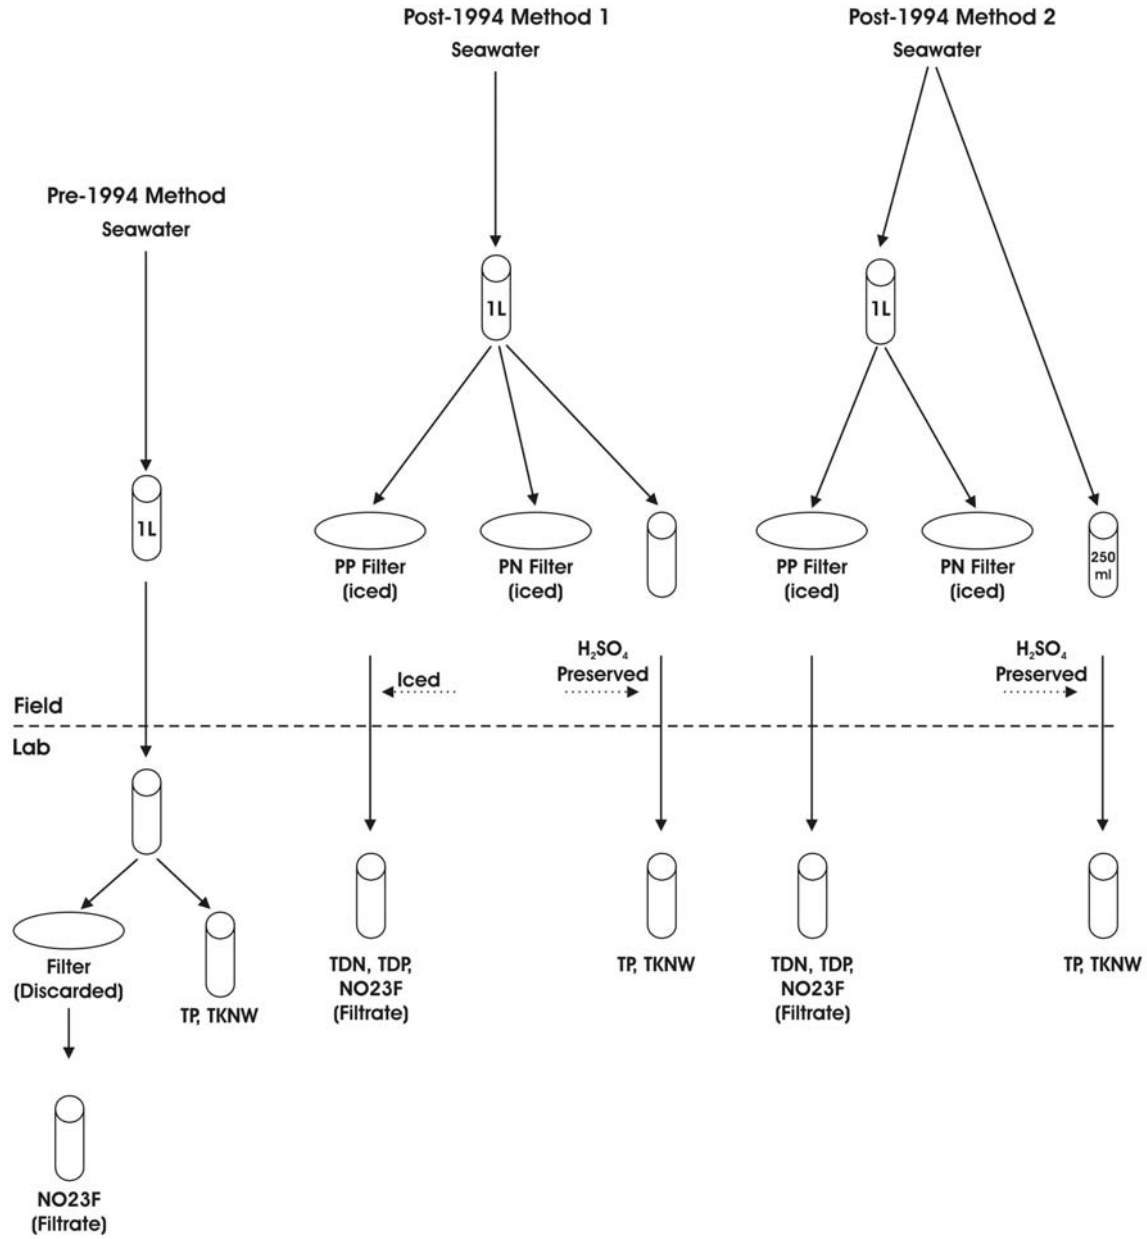 Post-1994 Method 1
Seawater
Post-1994 Method 2
Seawater
Pre-1994 Method
Seawater
1L
1L
1L
PP Filter
(iced)
PN Filter
(iced)
PP Filter
(iced)
PN Filter
(iced)
250
ml
Iced
H₂SO₄
Preserved
H₂SO₄
Preserved
Field
Lab
Filter
(Discarded)
TP, TKNW
NO23F
(Filtrate)
TDN, TDP,
NO23F
(Filtrate)
TP, TKNW
TDN, TDP,
NO23F
(Filtrate)
TP, TKNW